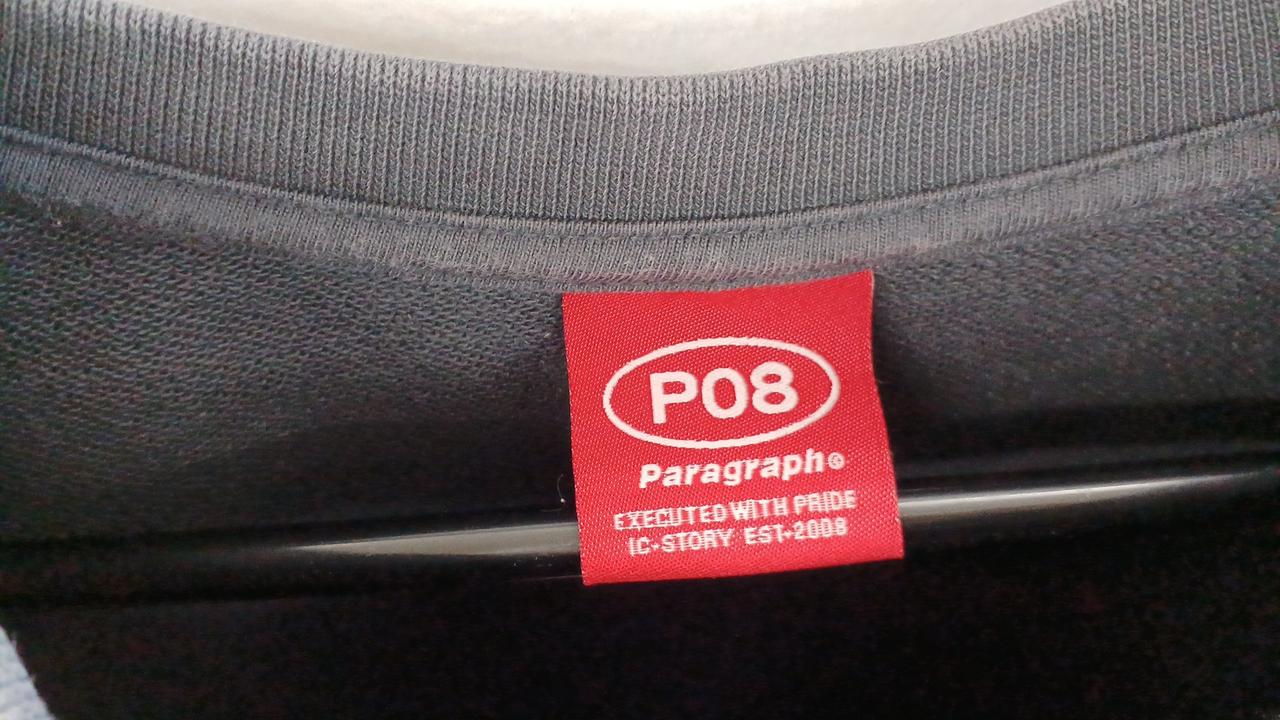 P08
Paragraph®
EXECUTED WITH PRIDE
IC•STORY EST•2008